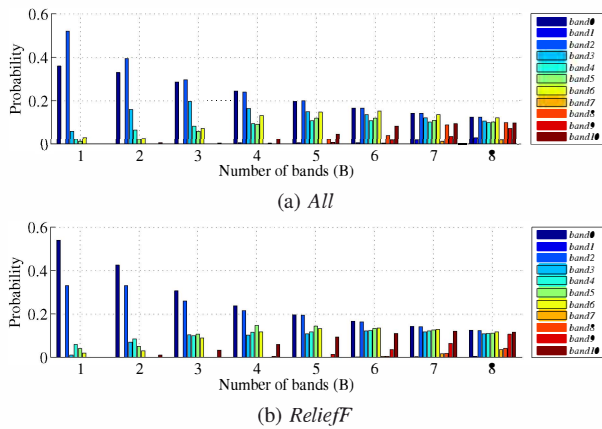 0.6
0.4
0.2
0
Probability
1 2 3 4 5 6 7 8
Number of bands (B)
band0
band1
band2
band3
band4
band5
band6
band7
band8
band9
band10
(a) All
0.6
0.4
0.2
0
Probability
1 2 3 4 5 6 7 8
Number of bands (B)
band0
band1
band2
band3
band4
band5
band6
band7
band8
band9
band10
(b) ReliefF